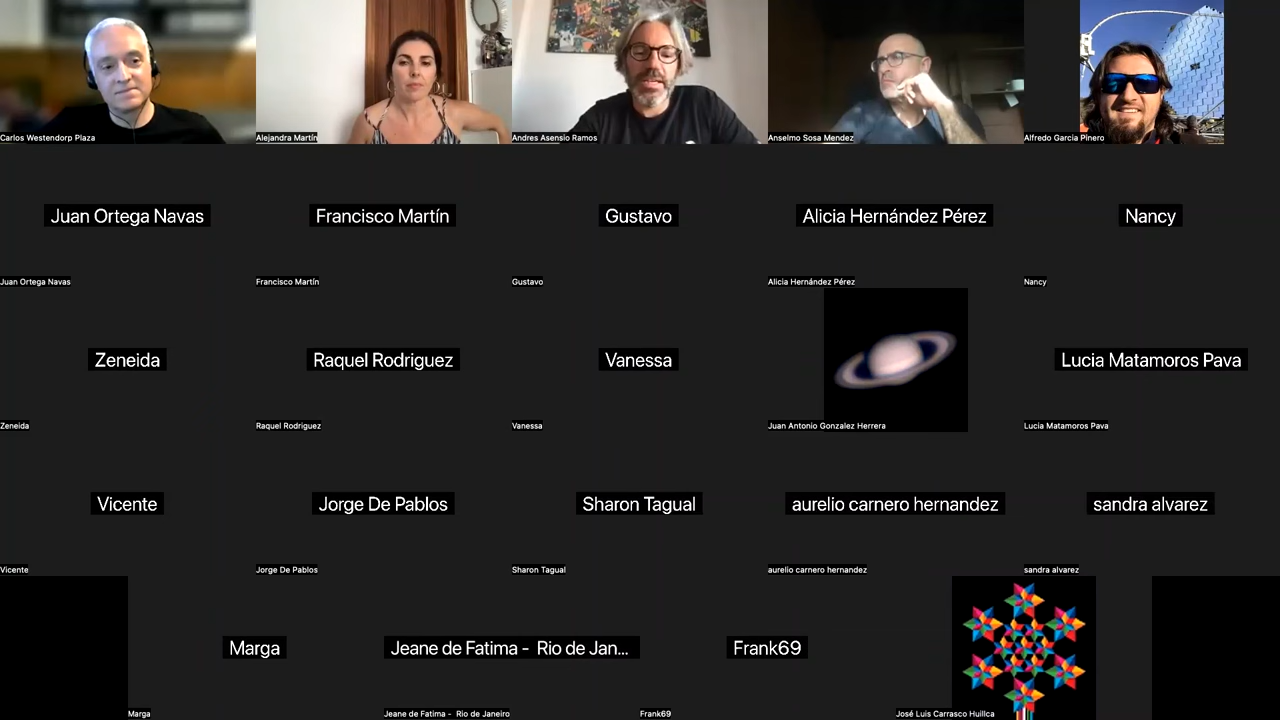 Carlos Westendorp Plaza
Alejandra Martín
Andres Asensio Ramos
Anselmo Sosa Mendez
Alfredo Garcia Pinero
Juan Ortega Navas
Francisco Martín
Gustavo
Alicia Hernández Pérez
Nancy
Juan Ortega Navas
Francisco Martín
Gustavo
Alicia Hernández Pérez
Nancy
Zeneida
Raquel Rodriguez
Vanessa
Lucia Matamoros Pava
Zeneida
Raquel Rodriguez
Vanessa
Juan Antonio Gonzalez Herrera
Lucia Matamoros Pava
Vicente
Jorge De Pablos
Sharon Tagual
aurelio carnero hernandez
sandra alvarez
Vicente
Jorge De Pablos
Sharon Tagual
aurelio carnero hernandez
sandra alvarez
Marga
Jeane de Fatima - Rio de Jan...
Frank69
Marga
Jeane de Fatima - Rio de Janeiro
Frank69
José Luis Carrasco Huillca